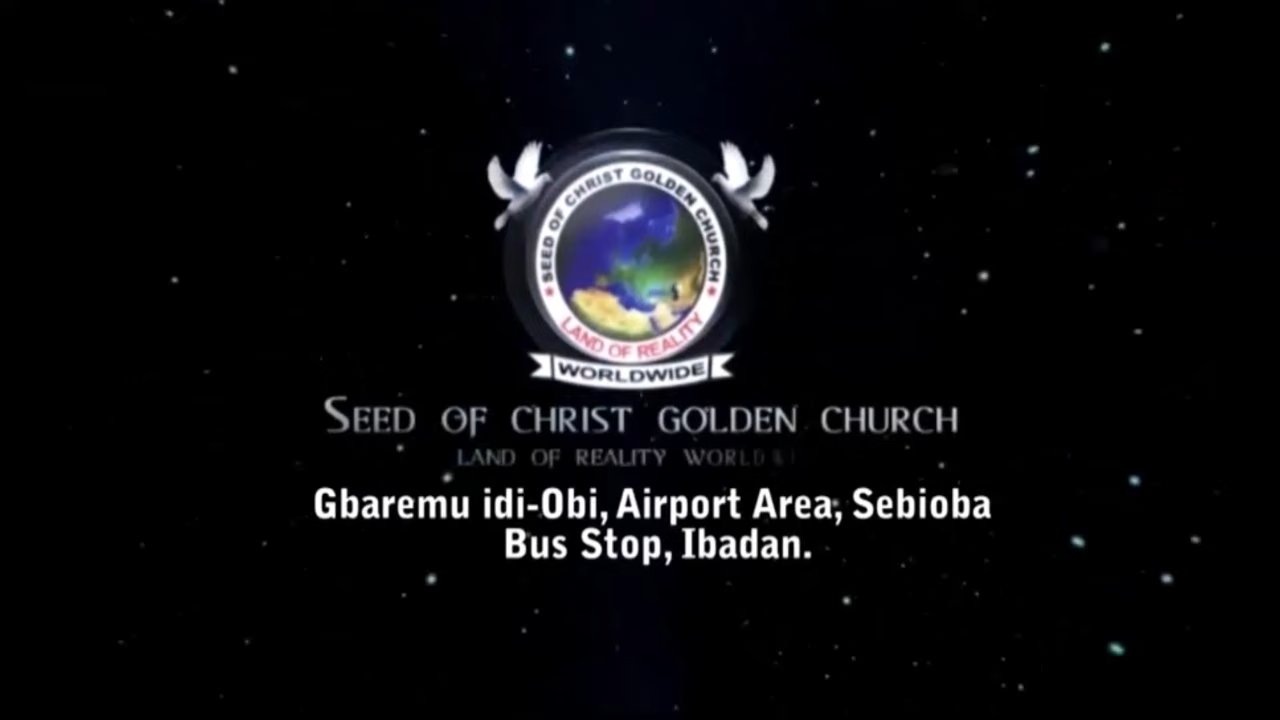 SEED OF CHRIST GOLDEN CHURCH
LAND OF REALITY
WORLDWIDE
SEED OF CHRIST GOLDEN CHURCH
LAND OF REALITY
Gbaremu idi-Obi, Airport Area, Sebioba
Bus Stop, Ibadan.